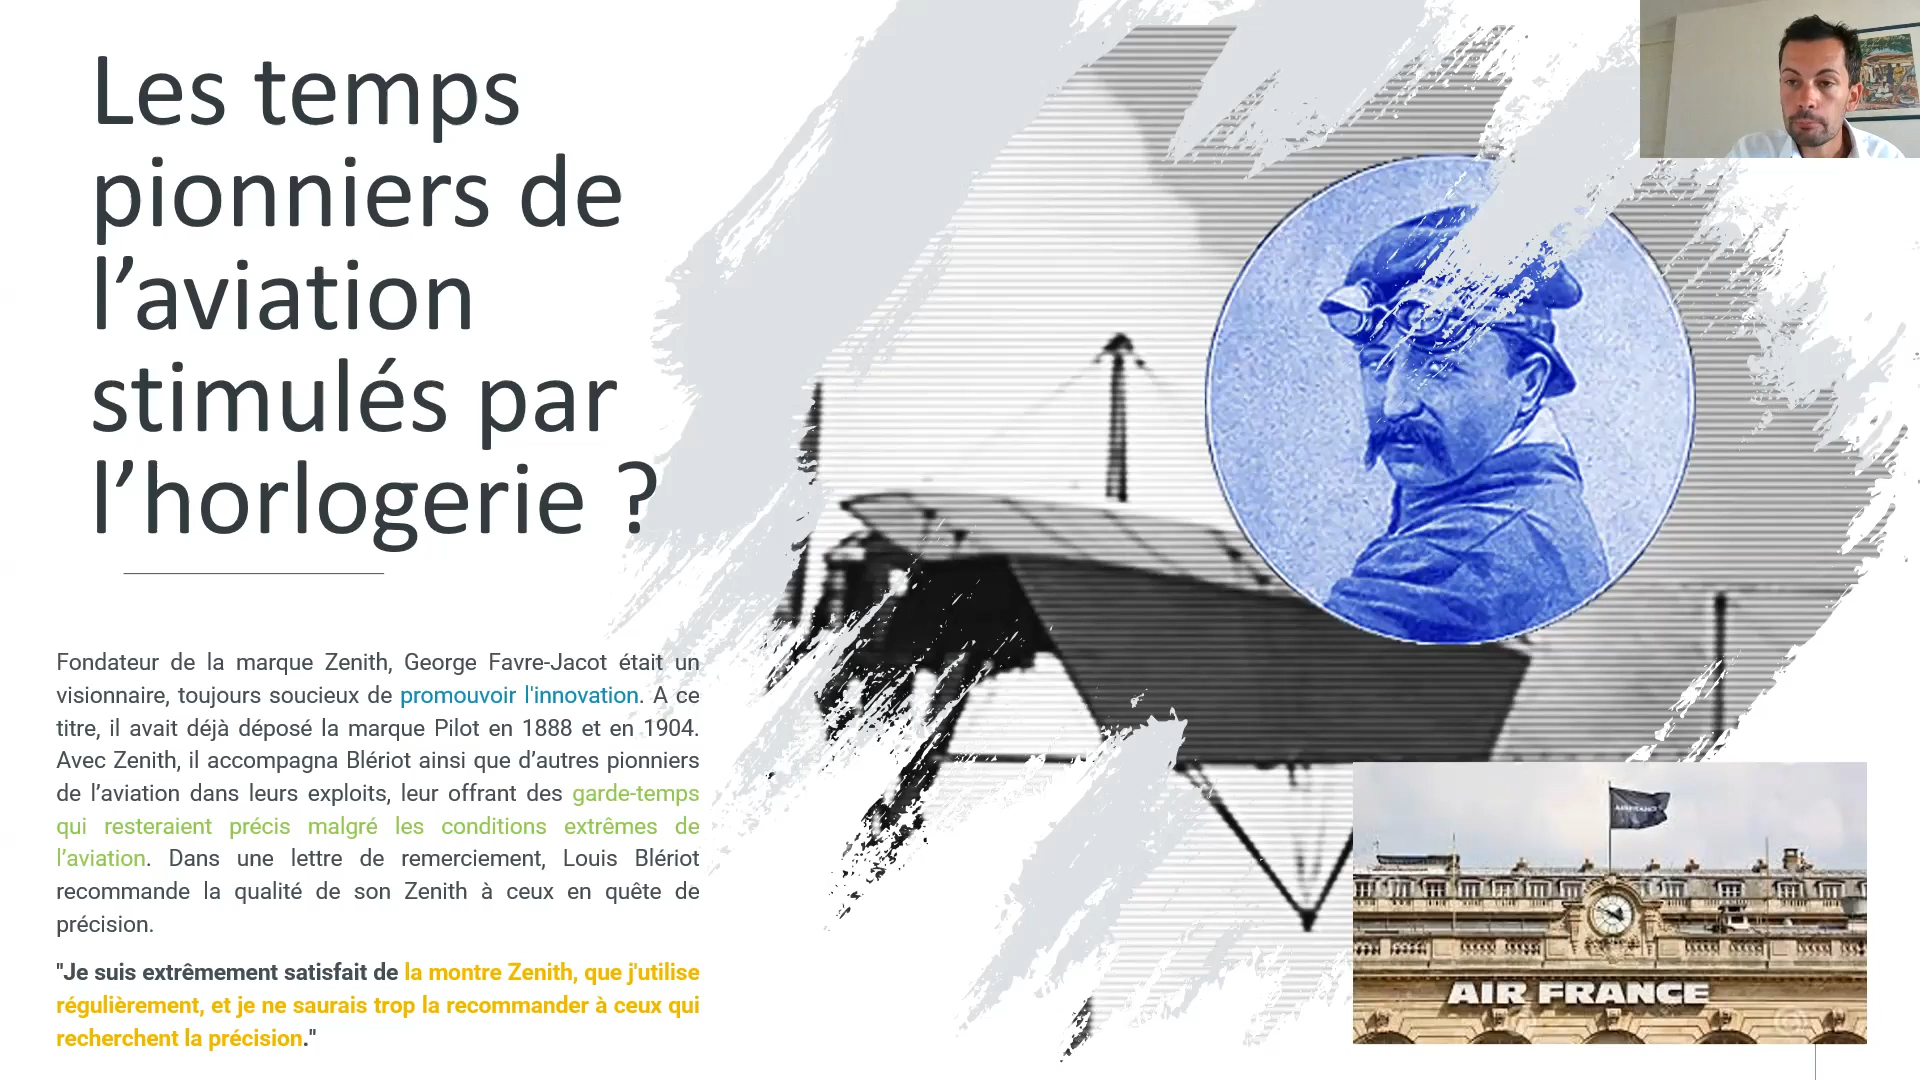 Les temps
pionniers de
l’aviation
stimulés par
l’horlogerie ?
Fondateur de la marque Zenith, George Favre-Jacot était un
visionnaire, toujours soucieux de promouvoir l'innovation. A ce
titre, il avait déjà déposé la marque Pilot en 1888 et en 1904.
Avec Zenith, il accompagna Blériot ainsi que d’autres pionniers
de l’aviation dans leurs exploits, leur offrant des garde-temps
qui resteraient précis malgré les conditions extrêmes de
l’aviation. Dans une lettre de remerciement, Louis Blériot
recommande la qualité de son Zenith à ceux en quête de
précision.
"Je suis extrêmement satisfait de la montre Zenith, que j'utilise
régulièrement, et je ne saurais trop la recommander à ceux qui
recherchent la précision."
AIRFRANCE
AIR FRANCE